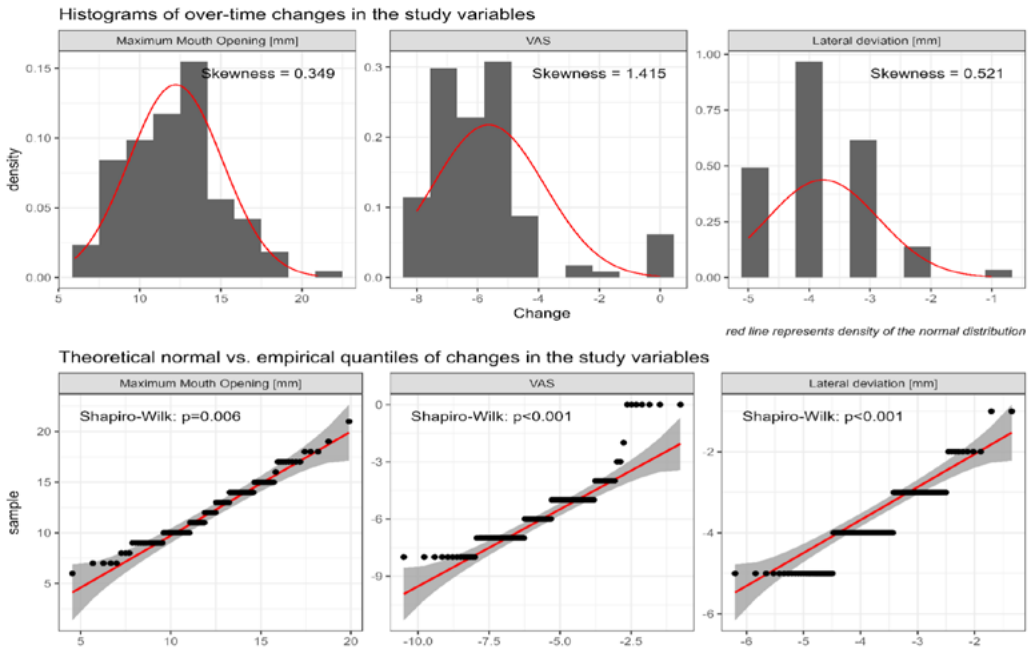 Histograms of over-time changes in the study variables
Maximum Mouth Opening [mm]
VAS
Lateral deviation [mm]
Skewness = 0.349
Skewness = 1.415
Skewness = 0.521
density
0.15
0.10
0.05
0.00
0.3
0.2
0.1
0.0
1.00
0.75
0.50
0.25
0.00
5 10 15 20
-8 -6 -4 -2 0
-5 -4 -3 -2 -1
Change
red line represents density of the normal distribution
Theoretical normal vs. empirical quantiles of changes in the study variables
Maximum Mouth Opening [mm]
VAS
Lateral deviation [mm]
Shapiro-Wilk: p=0.006
Shapiro-Wilk: p<0.001
Shapiro-Wilk: p<0.001
sample
20
15
10
5
0
-3
-6
-9
-2
-4
-6
5 10 15 20
-10.0 -7.5 -5.0 -2.5
-6 -5 -4 -3 -2